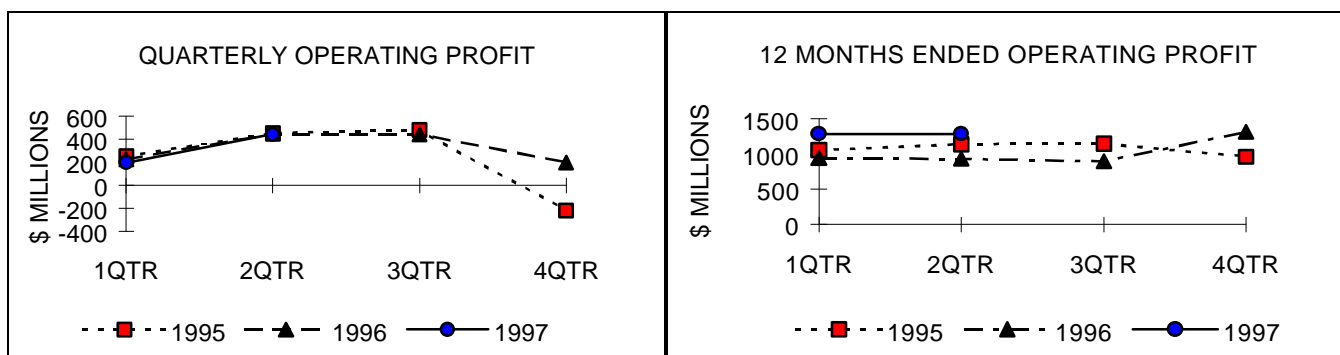 QUARTERLY OPERATING PROFIT
$ MILLIONS
600
400
200
0
-200
-400
1QTR 2QTR 3QTR 4QTR
1995 1996 1997
12 MONTHS ENDED OPERATING PROFIT
$ MILLIONS
1500
1000
500
0
1QTR 2QTR 3QTR 4QTR
1995 1996 1997